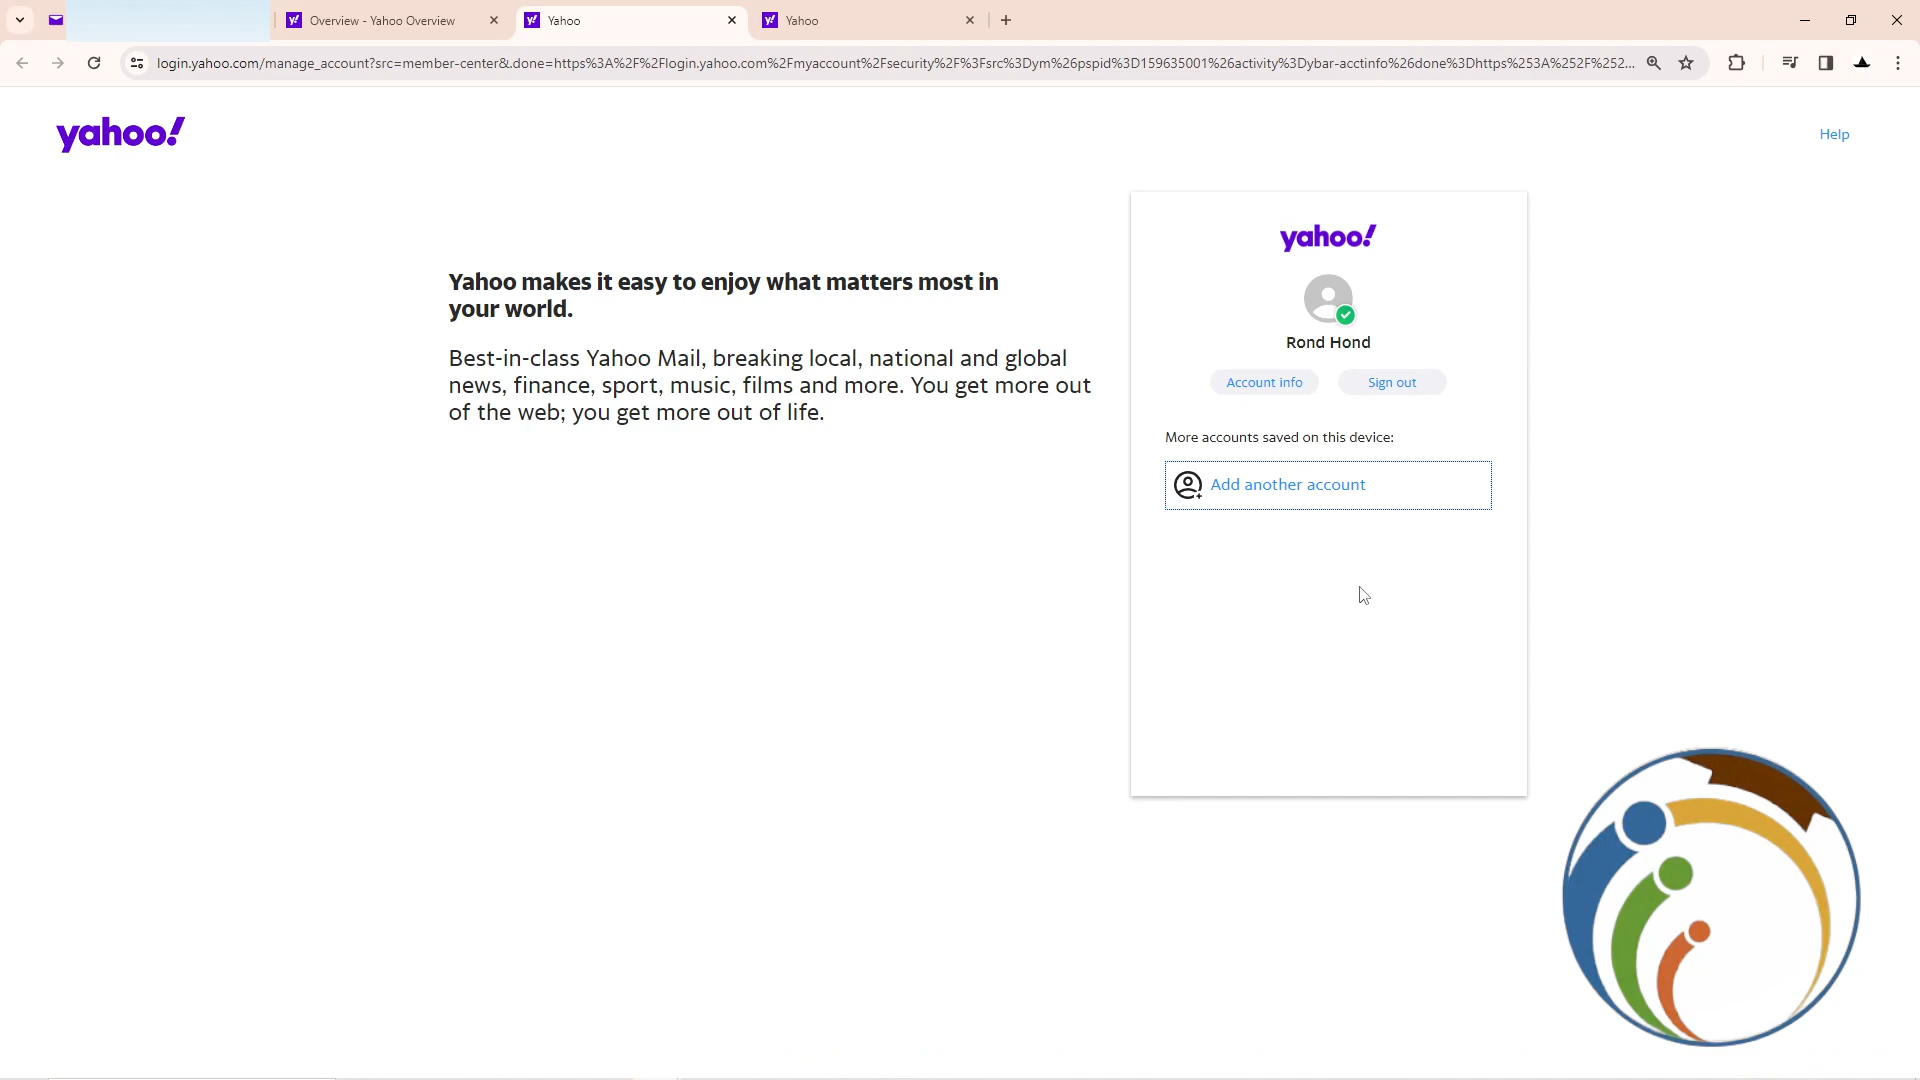 Overview - Yahoo Overview
Yahoo
Yahoo
login.yahoo.com/manage_account?src=member-center&.done=https%3A%2F%2Flogin.yahoo.com%2Fmyaccount%2Fsecurity%2F%3Fsrc%3Dym%26pspid%3D159635001%26activity%3Dybar-acctinfo%26done%3Dhttps%253A%252F%252...
yahoo!
Help
yahoo!
Rond Hond
Account info
Sign out
More accounts saved on this device:
Add another account
Yahoo makes it easy to enjoy what matters most in
your world.
Best-in-class Yahoo Mail, breaking local, national and global
news, finance, sport, music, films and more. You get more out
of the web; you get more out of life.